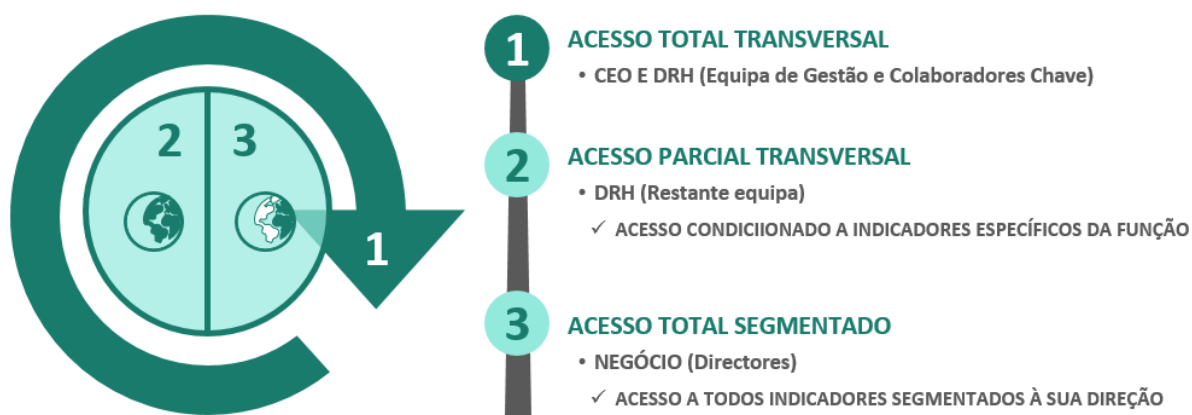 2 3
1
1 ACESSO TOTAL TRANSVERSAL
• CEO E DRH (Equipa de Gestão e Colaboradores Chave)
2 ACESSO PARCIAL TRANSVERSAL
• DRH (Restante equipa)
✓ ACESSO CONDICIIONADO A INDICADORES ESPECÍFICOS DA FUNÇÃO
3 ACESSO TOTAL SEGMENTADO
• NEGÓCIO (Directores)
✓ ACESSO A TODOS INDICADORES SEGMENTADOS À SUA DIREÇÃO